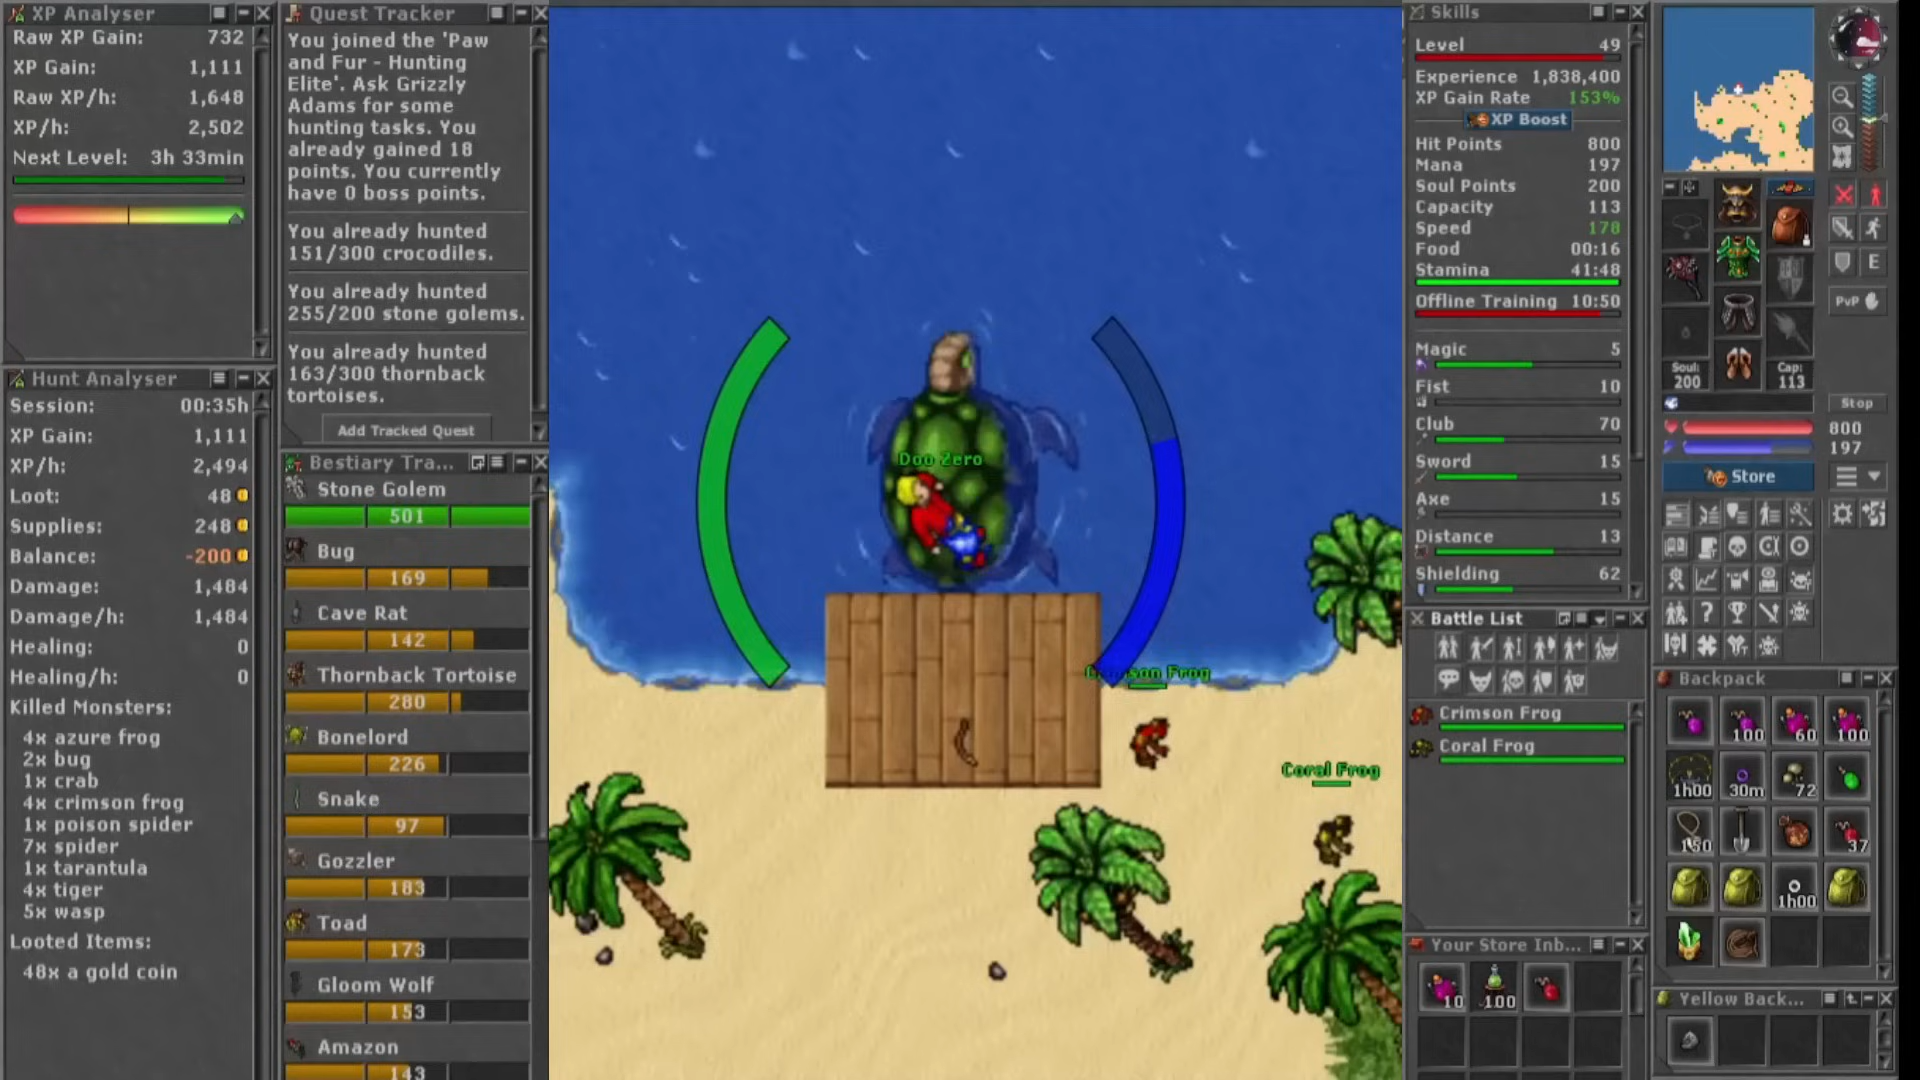 XP Analyser
Raw XP Gain: 732
XP Gain: 1,111
Raw XP/h: 1,648
XP/h: 2,502
Next Level: 3h 33min
Hunt Analyser
Session: 00:35h
XP Gain: 1,111
XP/h: 2,494
Loot: 48
Supplies: 248
Balance: -200
Damage: 1,484
Damage/h: 1,484
Healing: 0
Healing/h: 0
Killed Monsters:
4x azure frog
2x bug
1x crab
4x crimson frog
1x poison spider
7x spider
1x tarantula
4x tiger
5x wasp
Looted Items:
48x a gold coin
Quest Tracker
You joined the 'Paw
and Fur - Hunting
Elite'. Ask Grizzly
Adams for some
hunting tasks. You
already gained 18
points. You currently
have 0 boss points.
You already hunted
151/300 crocodiles.
You already hunted
255/200 stone golems.
You already hunted
163/300 thornback
tortoises.
Add Tracked Quest
Bestiary Tra...
Stone Golem
501
Bug
169
Cave Rat
142
Thornback Tortoise
280
Bonelord
226
Snake
97
Gozzler
183
Toad
173
Gloom Wolf
153
Amazon
143
Doo Zero
Crimson Frog
Coral Frog
Skills
Level 49
Experience 1,838,400
XP Gain Rate 153%
XP Boost
Hit Points 800
Mana 197
Soul Points 200
Capacity 113
Speed 178
Food 00:16
Stamina 41:48
Offline Training 10:50
Magic 5
Fist 10
Club 70
Sword 15
Axe 15
Distance 13
Shielding 62
Battle List
Crimson Frog
Coral Frog
Your Store Inb...
10 100
E
PvP
Soul: 200
Cap: 113
Stop
800
197
Store
Backpack
100 60 100
1h00 30m 72
150 37
1h00
Yellow Back...